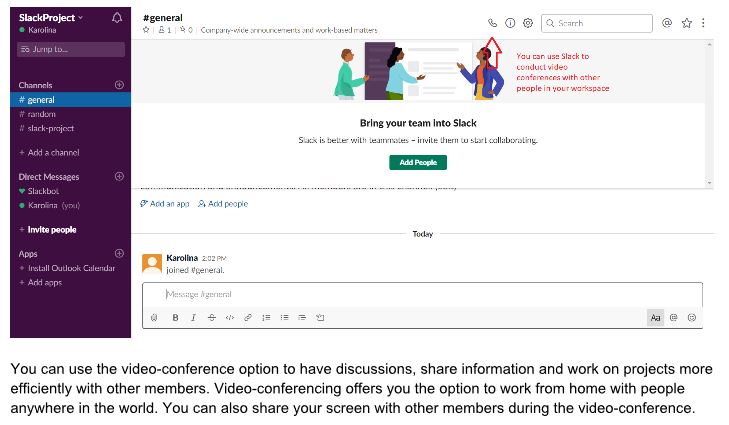 SlackProject
Karolina
Jump to...
Channels
# general
# random
# slack-project
+ Add a channel
Direct Messages
Slackbot
Karolina (you)
+ Invite people
Apps
+ Install Outlook Calendar
+ Add apps
#general
1 | 0 | Company-wide announcements and work-based matters
Search
You can use Slack to
conduct video
conferences with other
people in your workspace
Bring your team into Slack
Slack is better with teammates – invite them to start collaborating.
Add People
Add an app Add people
Today
Karolina 2:02 PM
joined #general.
Message #general
B I S </> Aa @
You can use the video-conference option to have discussions, share information and work on projects more
efficiently with other members. Video-conferencing offers you the option to work from home with people
anywhere in the world. You can also share your screen with other members during the video-conference.